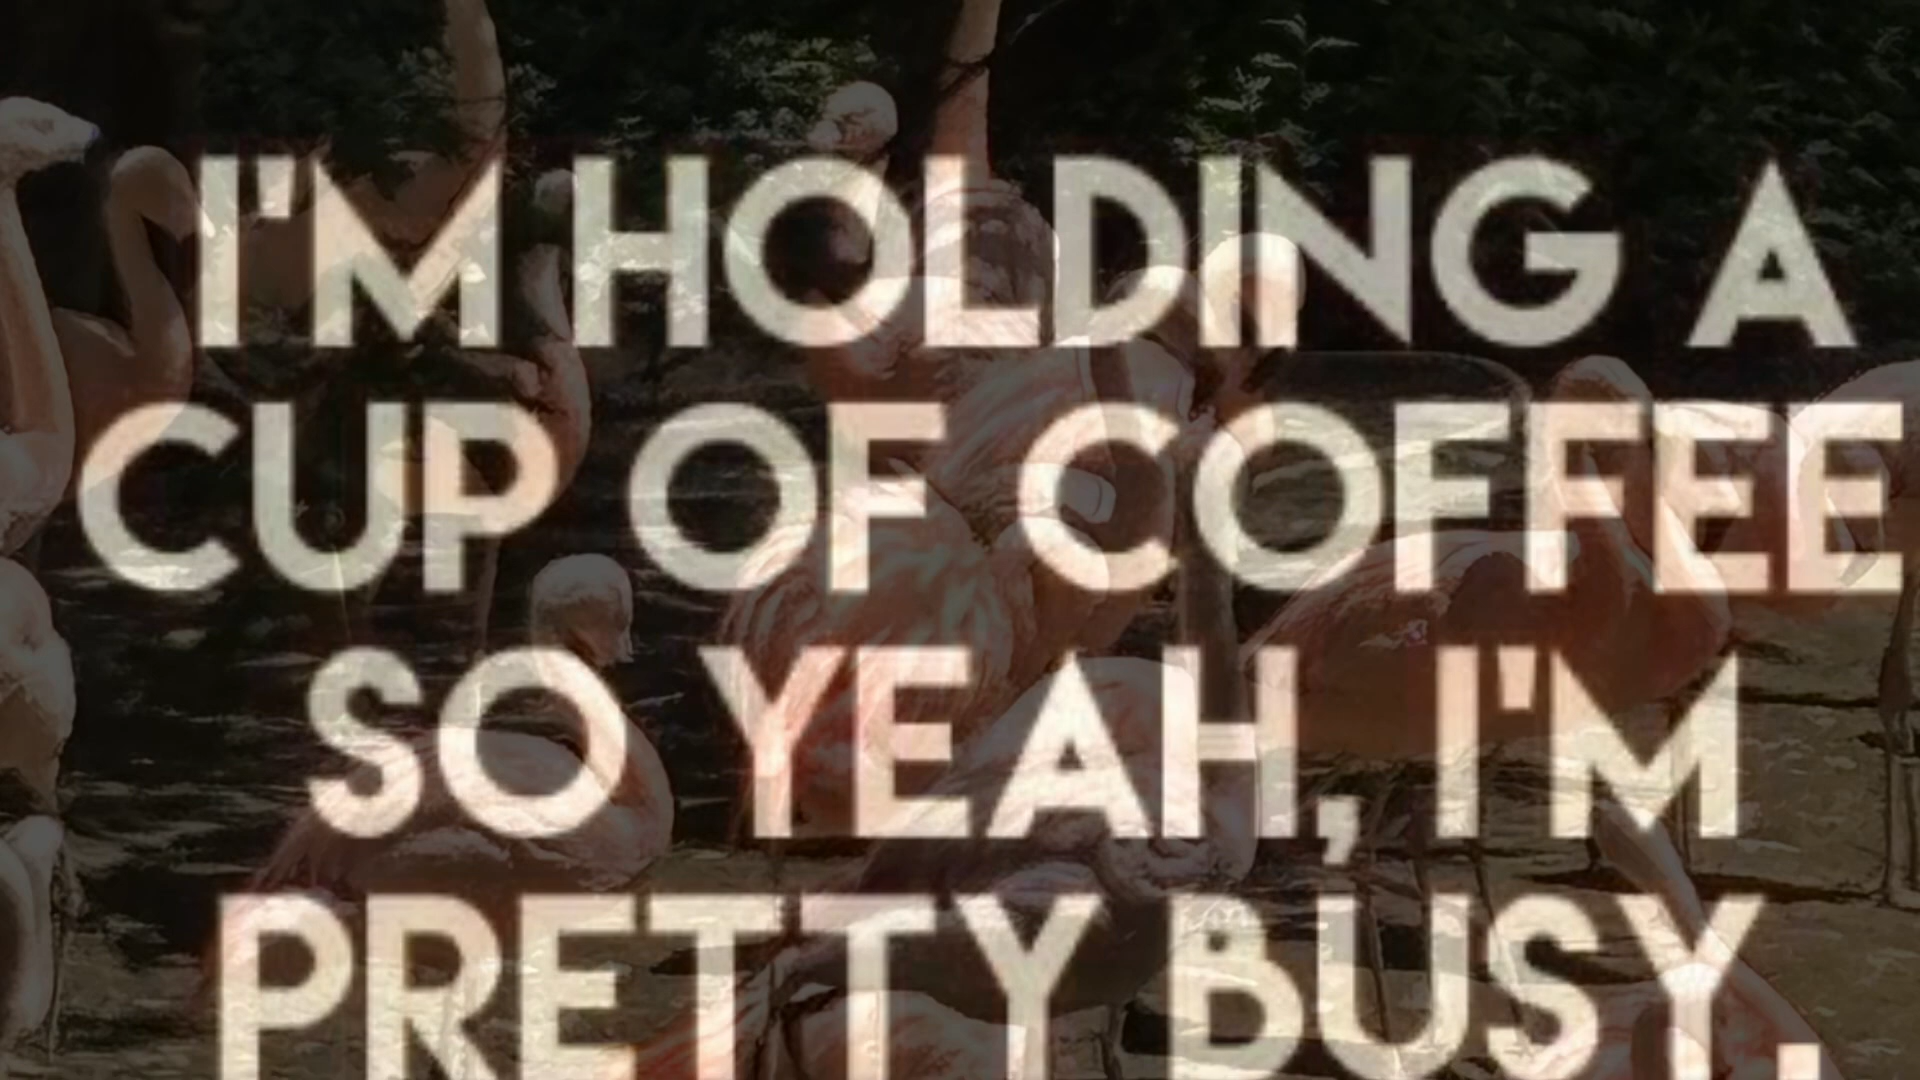 I'M HOLDING A
CUP OF COFFEE
SO YEAH, I'M
PRETTY BUSY.